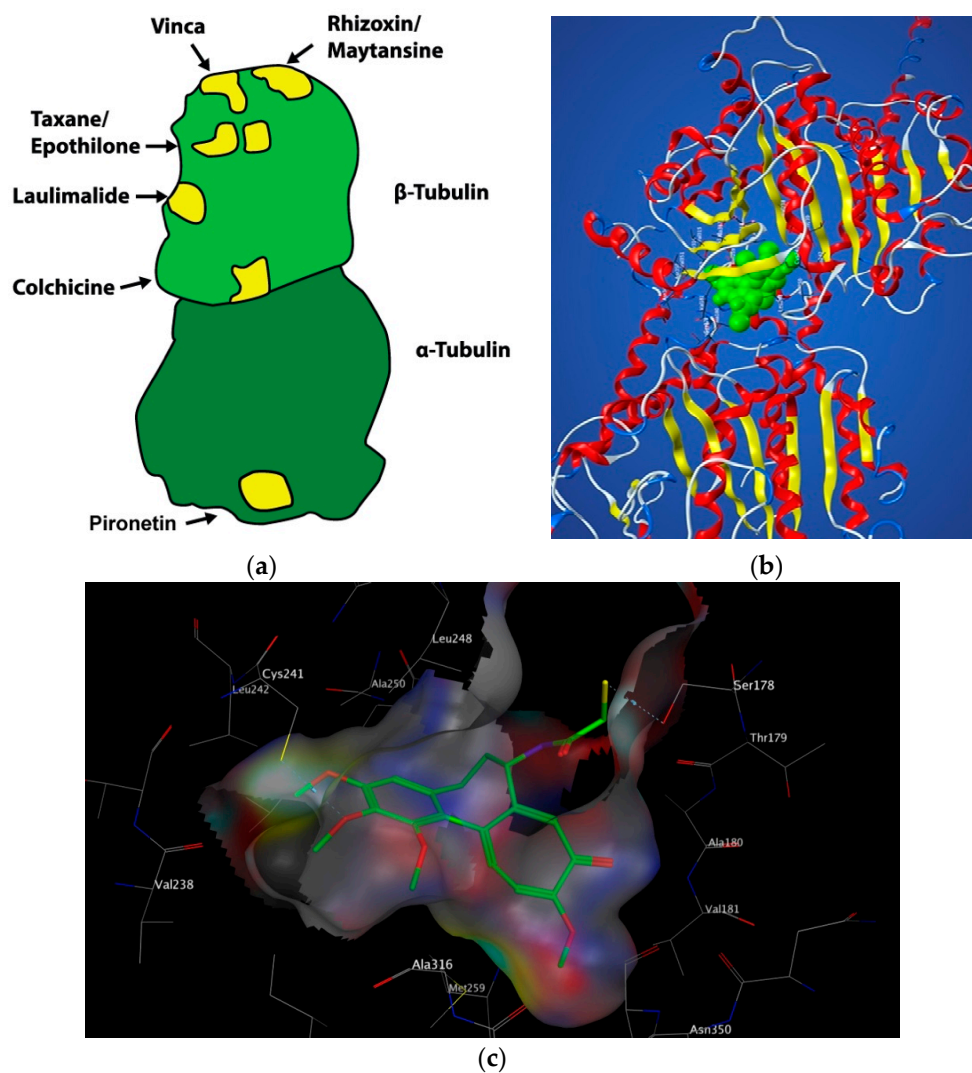 Vinca
Rhizoxin/
Maytansine
Taxane/
Epothilone
Laulimalide
β-Tubulin
Colchicine
α-Tubulin
Pironetin
(a)
(b)
Leu248
Cys241
Leu242
Ala250
Ser178
Thr179
Ala180
Val238
Val181
Ala316
Met259
Asn350
(c)